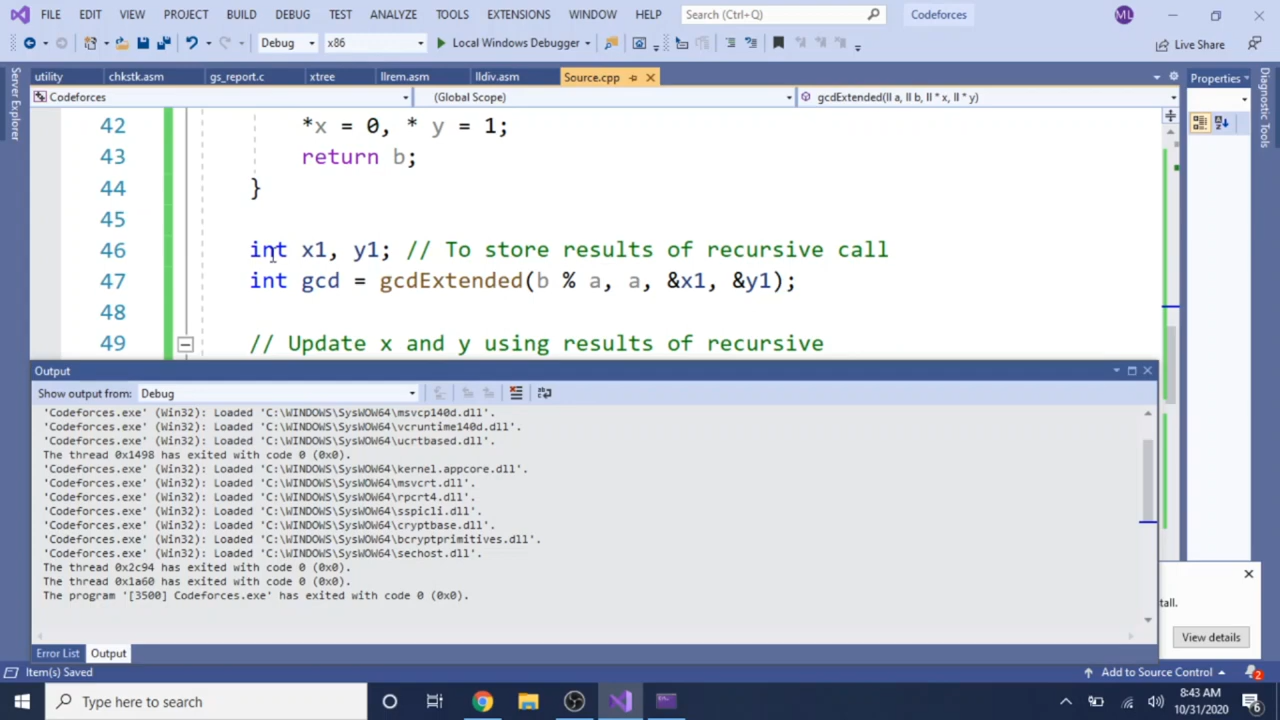 FILE EDIT VIEW PROJECT BUILD DEBUG TEST ANALYZE TOOLS EXTENSIONS WINDOW HELP Search (Ctrl+Q) Codeforces ML
Debug x86 Local Windows Debugger Live Share
utility chkstk.asm gs_report.c xtree llrem.asm lldiv.asm Source.cpp Properties
Codeforces (Global Scope) gcdExtended(ll a, ll b, ll * x, ll * y)
Server Explorer
Diagnostic Tools
42 *x = 0, * y = 1;
43 return b;
44 }
45
46 int x1, y1; // To store results of recursive call
47 int gcd = gcdExtended(b % a, a, &x1, &y1);
48
49 // Update x and y using results of recursive
Output
Show output from: Debug
'Codeforces.exe' (Win32): Loaded 'C:\WINDOWS\SysWOW64\msvcp140d.dll'.
'Codeforces.exe' (Win32): Loaded 'C:\WINDOWS\SysWOW64\vcruntime140d.dll'.
'Codeforces.exe' (Win32): Loaded 'C:\WINDOWS\SysWOW64\ucrtbased.dll'.
The thread 0x1498 has exited with code 0 (0x0).
'Codeforces.exe' (Win32): Loaded 'C:\WINDOWS\SysWOW64\kernel.appcore.dll'.
'Codeforces.exe' (Win32): Loaded 'C:\WINDOWS\SysWOW64\msvcrt.dll'.
'Codeforces.exe' (Win32): Loaded 'C:\WINDOWS\SysWOW64\rpcrt4.dll'.
'Codeforces.exe' (Win32): Loaded 'C:\WINDOWS\SysWOW64\sspicli.dll'.
'Codeforces.exe' (Win32): Loaded 'C:\WINDOWS\SysWOW64\cryptbase.dll'.
'Codeforces.exe' (Win32): Loaded 'C:\WINDOWS\SysWOW64\bcryptprimitives.dll'.
'Codeforces.exe' (Win32): Loaded 'C:\WINDOWS\SysWOW64\sechost.dll'.
The thread 0x2c94 has exited with code 0 (0x0).
The thread 0x1a60 has exited with code 0 (0x0).
The program '[3500] Codeforces.exe' has exited with code 0 (0x0).
tall.
View details
Error List Output
Item(s) Saved Add to Source Control 2
Type here to search 8:43 AM
10/31/2020 6